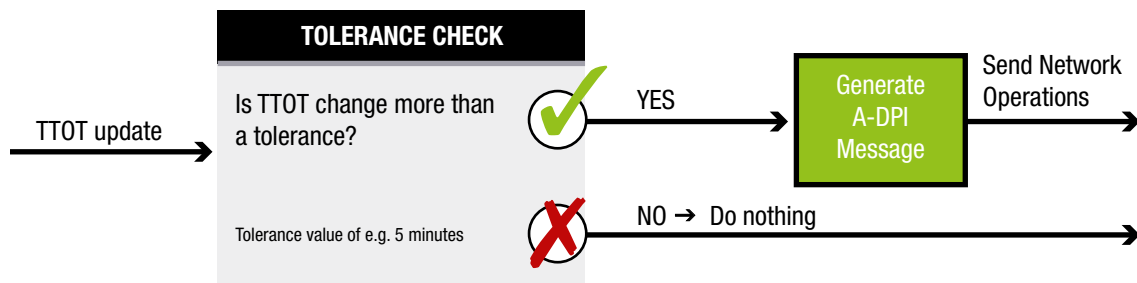 TOLERANCE CHECK
TTOT update
Is TTOT change more than
a tolerance?
YES
Generate
A-DPI
Message
Send Network
Operations
Tolerance value of e.g. 5 minutes
NO → Do nothing